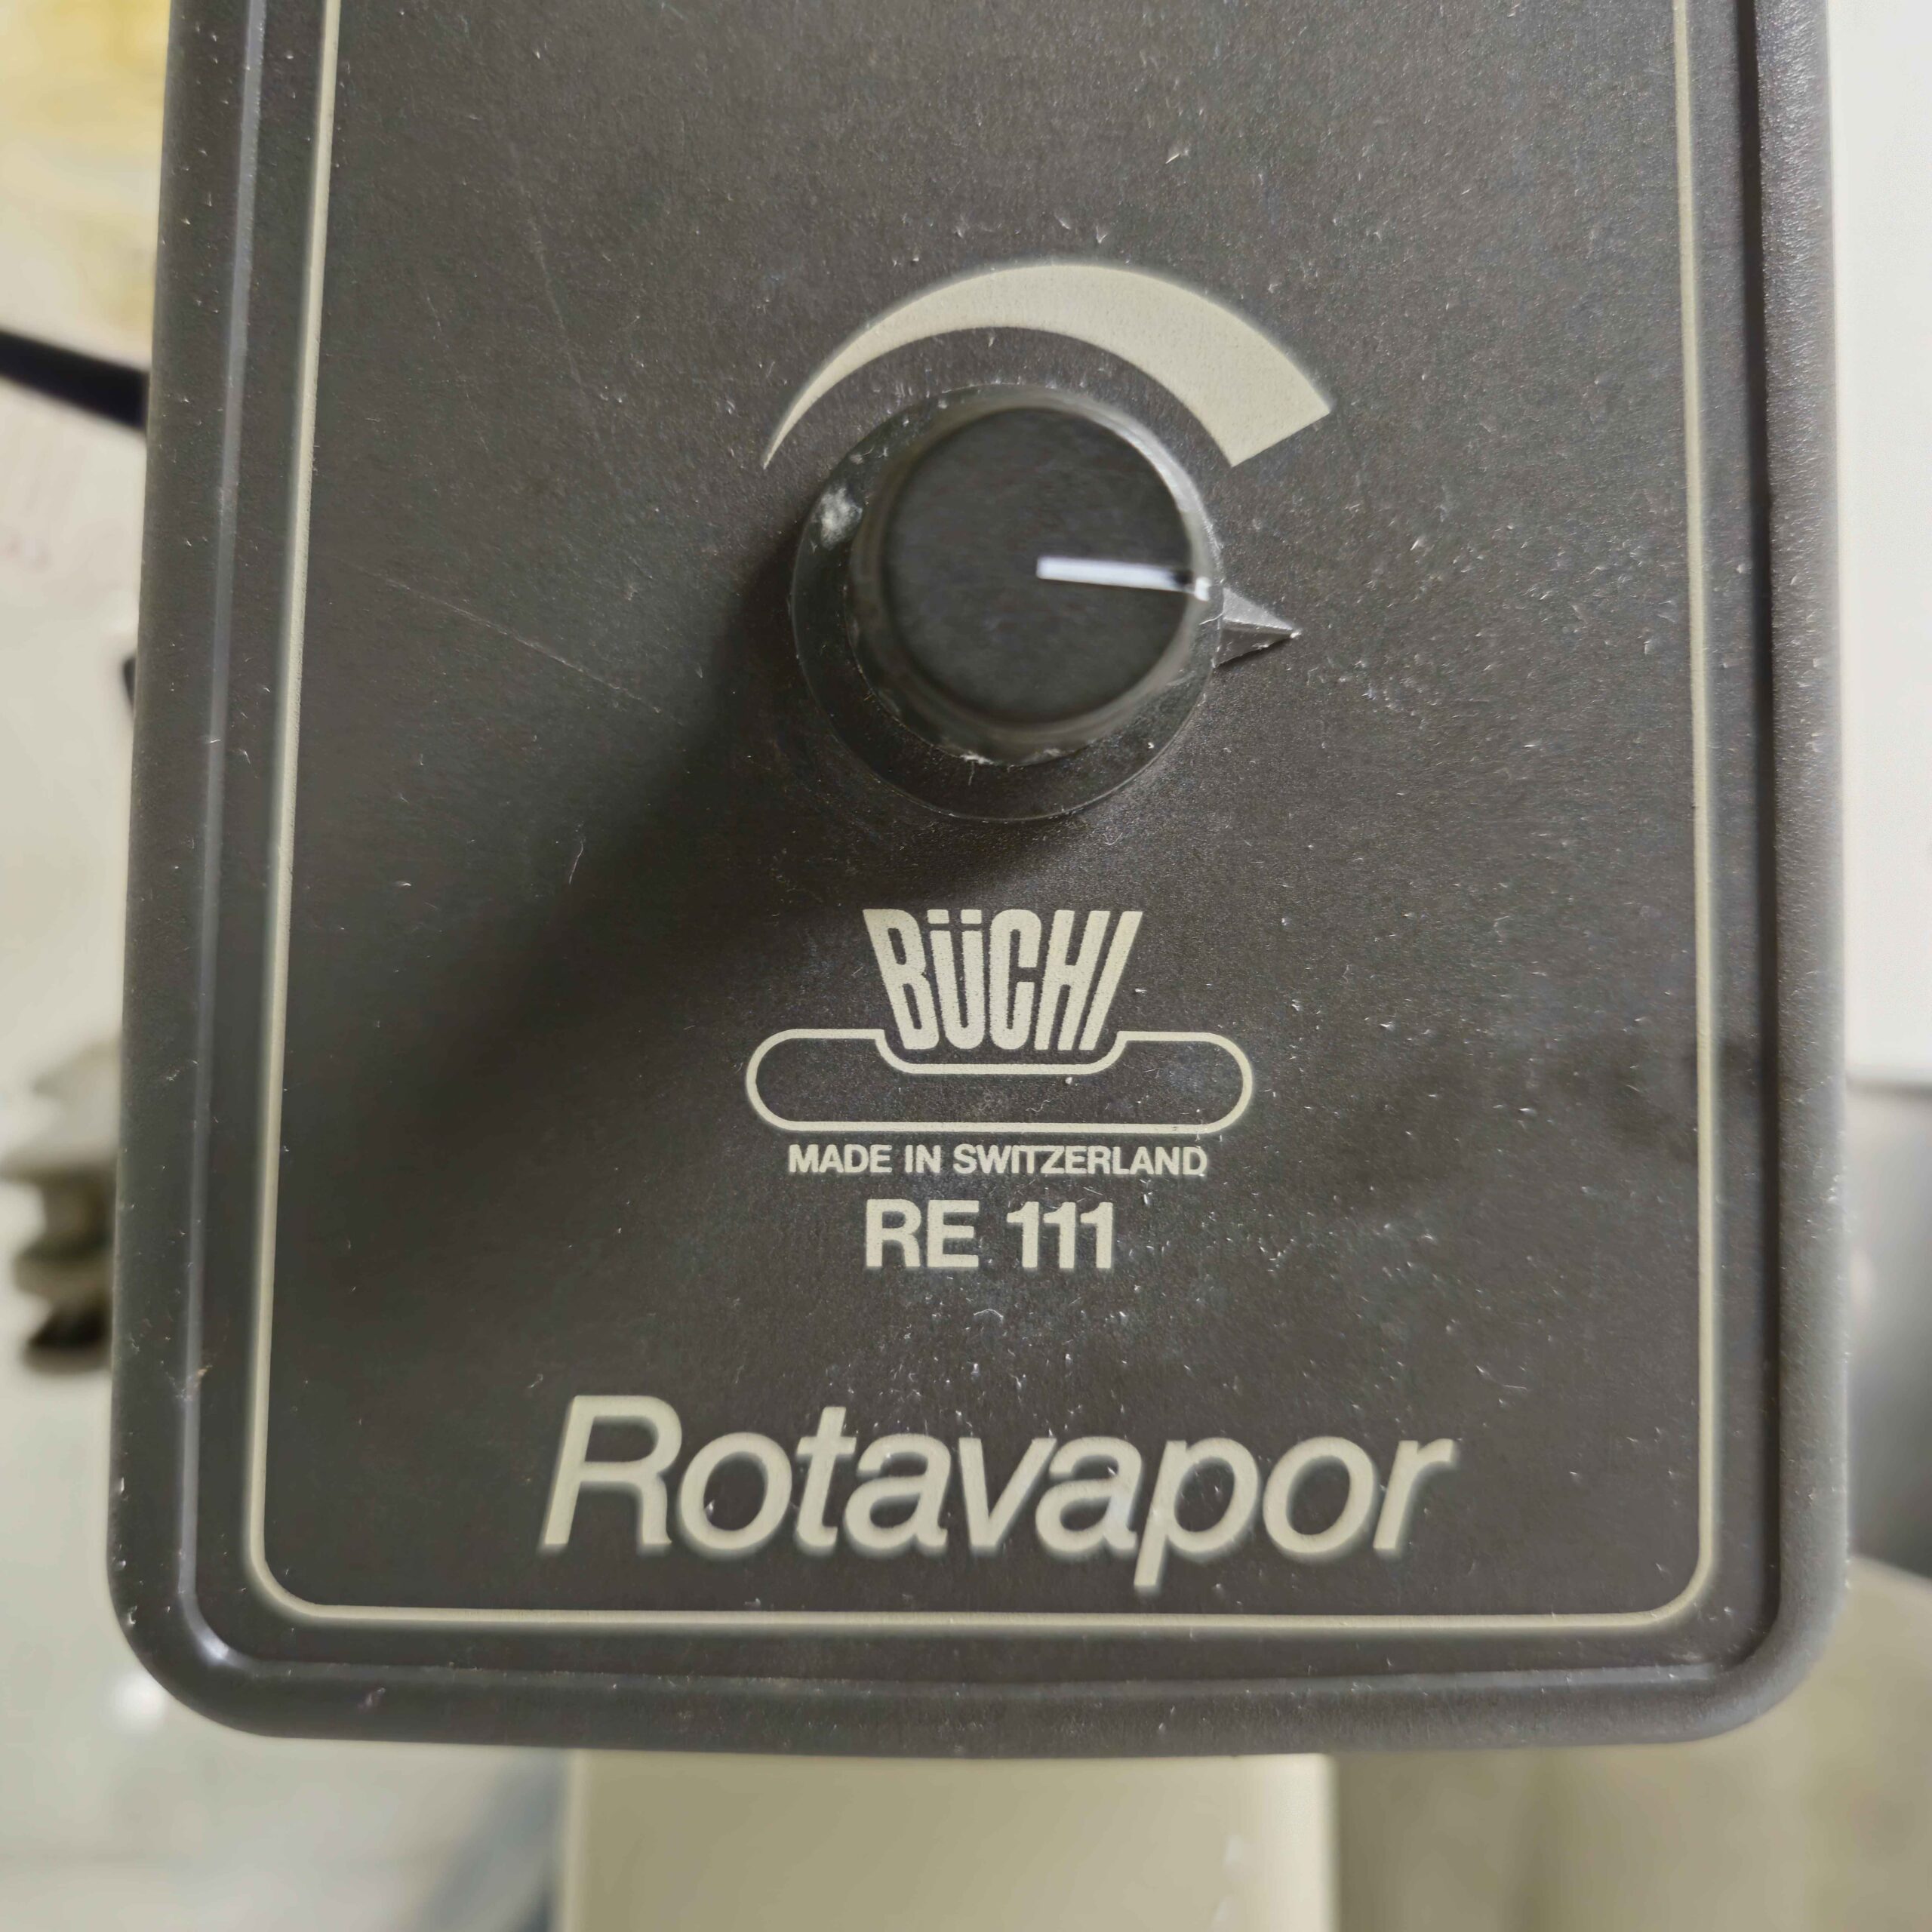 BÜCHI
MADE IN SWITZERLAND
RE 111
Rotavapor